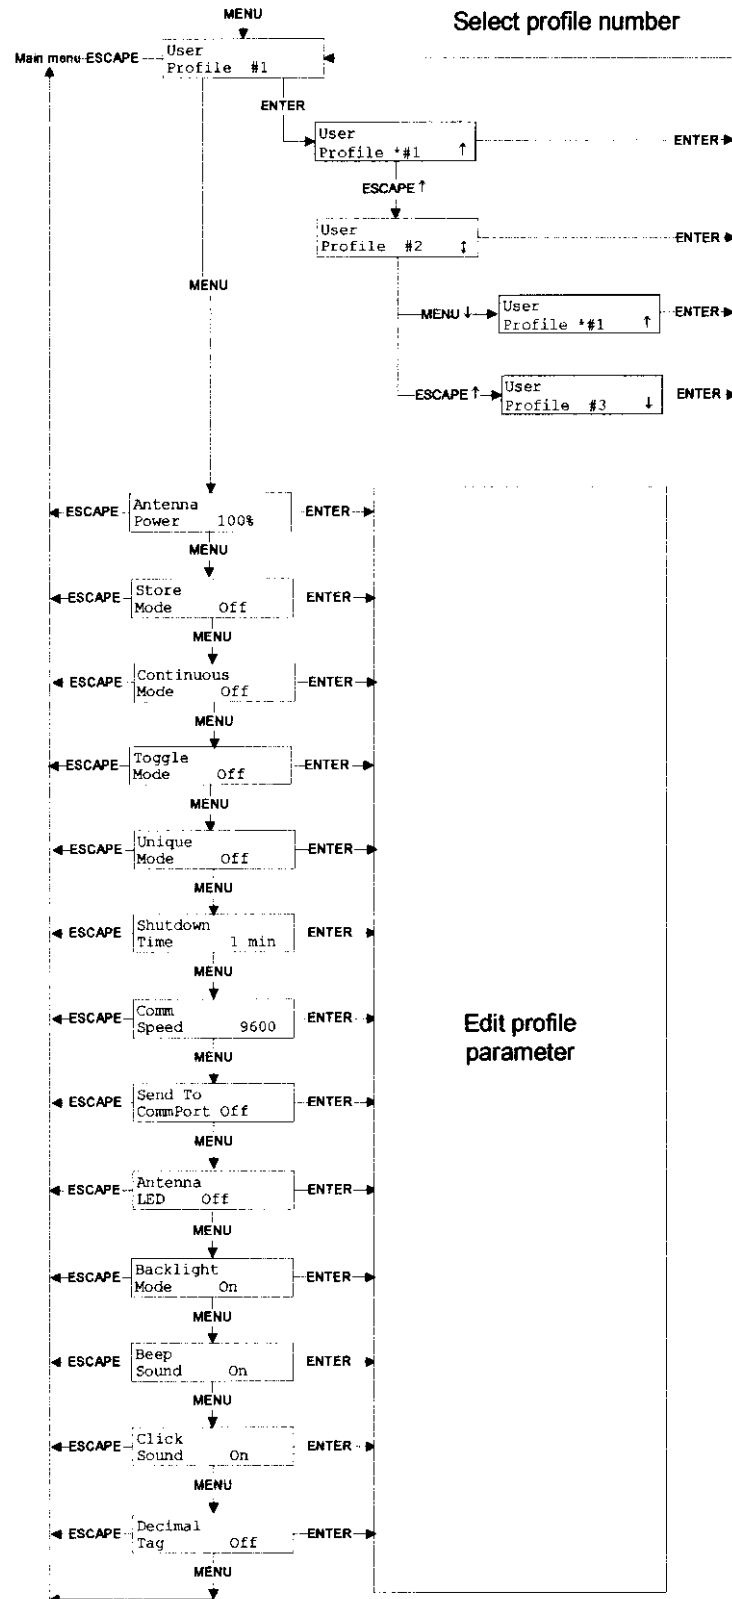 MENU
Select profile number
Main menu ESCAPE
User
Profile #1
ENTER
User
Profile *#1 ↑
ENTER
ESCAPE ↑
User
Profile #2 ↕
ENTER
MENU
MENU ↓
User
Profile *#1 ↑
ENTER
ESCAPE ↑
User
Profile #3 ↓
ENTER
ESCAPE
Antenna
Power 100%
ENTER
MENU
ESCAPE
Store
Mode Off
ENTER
MENU
ESCAPE
Continuous
Mode Off
ENTER
MENU
ESCAPE
Toggle
Mode Off
ENTER
MENU
ESCAPE
Unique
Mode Off
ENTER
MENU
ESCAPE
Shutdown
Time 1 min
ENTER
MENU
ESCAPE
Comm
Speed 9600
ENTER
Edit profile
parameter
MENU
ESCAPE
Send To
CommPort Off
ENTER
MENU
ESCAPE
Antenna
LED Off
ENTER
MENU
ESCAPE
Backlight
Mode On
ENTER
MENU
ESCAPE
Beep
Sound On
ENTER
MENU
ESCAPE
Click
Sound On
ENTER
MENU
ESCAPE
Decimal
Tag Off
ENTER
MENU